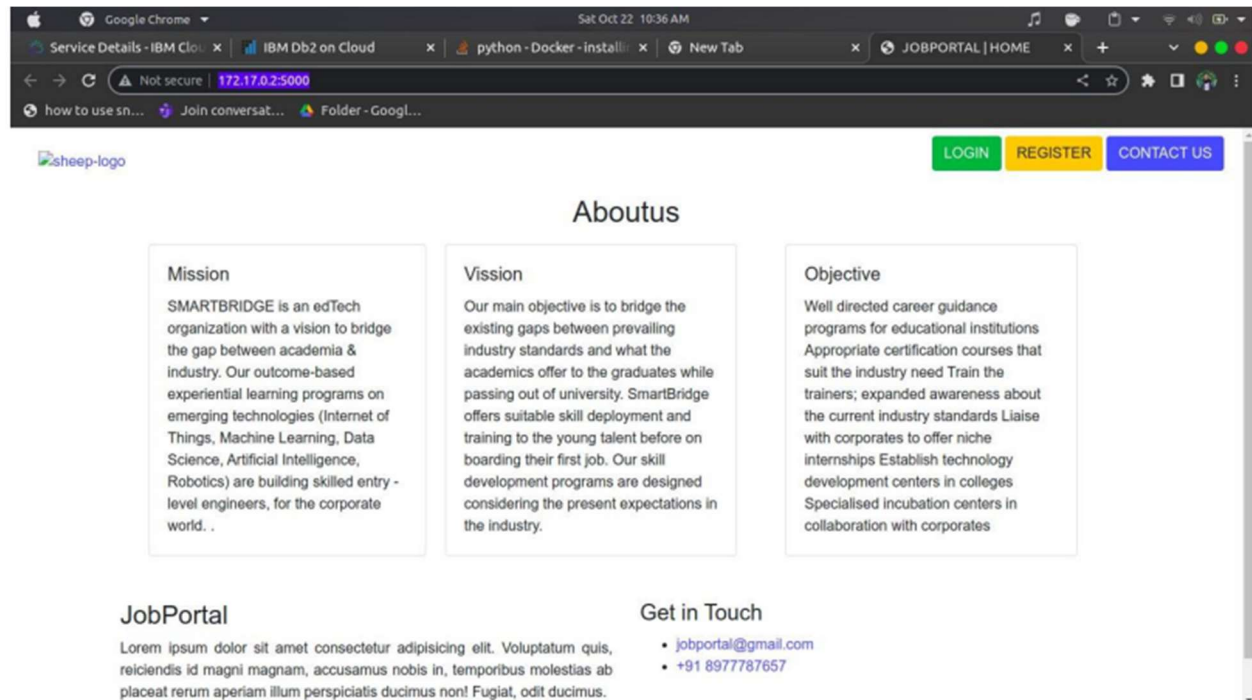 Google Chrome
Sat Oct 22 10:36 AM
Service Details - IBM Clou
IBM Db2 on Cloud
python - Docker - installin
New Tab
JOBPORTAL | HOME
Not secure | 172.17.0.2:5000
how to use sn...
Join conversat...
Folder - Googl...
sheep-logo
LOGIN
REGISTER
CONTACT US
Aboutus
Mission
SMARTBRIDGE is an edTech
organization with a vision to bridge
the gap between academia &
industry. Our outcome-based
experiential learning programs on
emerging technologies (Internet of
Things, Machine Learning, Data
Science, Artificial Intelligence,
Robotics) are building skilled entry -
level engineers, for the corporate
world. .
Vission
Our main objective is to bridge the
existing gaps between prevailing
industry standards and what the
academics offer to the graduates while
passing out of university. SmartBridge
offers suitable skill deployment and
training to the young talent before on
boarding their first job. Our skill
development programs are designed
considering the present expectations in
the industry.
Objective
Well directed career guidance
programs for educational institutions
Appropriate certification courses that
suit the industry need Train the
trainers; expanded awareness about
the current industry standards Liaise
with corporates to offer niche
internships Establish technology
development centers in colleges
Specialised incubation centers in
collaboration with corporates
JobPortal
Lorem ipsum dolor sit amet consectetur adipisicing elit. Voluptatum quis,
reiciendis id magni magnam, accusamus nobis in, temporibus molestias ab
placeat rerum aperiam illum perspiciatis ducimus non! Fugiat, odit ducimus.
Get in Touch
jobportal@gmail.com
+91 8977787657